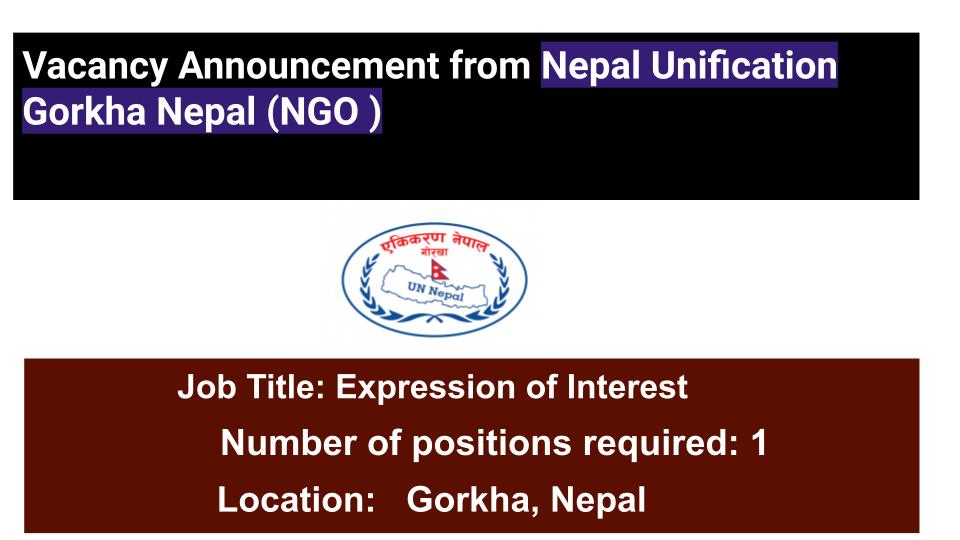 Vacancy Announcement from Nepal Unification
Gorkha Nepal (NGO )
एकिकरण नेपाल
गोरखा
UN Nepal
Job Title: Expression of Interest
Number of positions required: 1
Location: Gorkha, Nepal